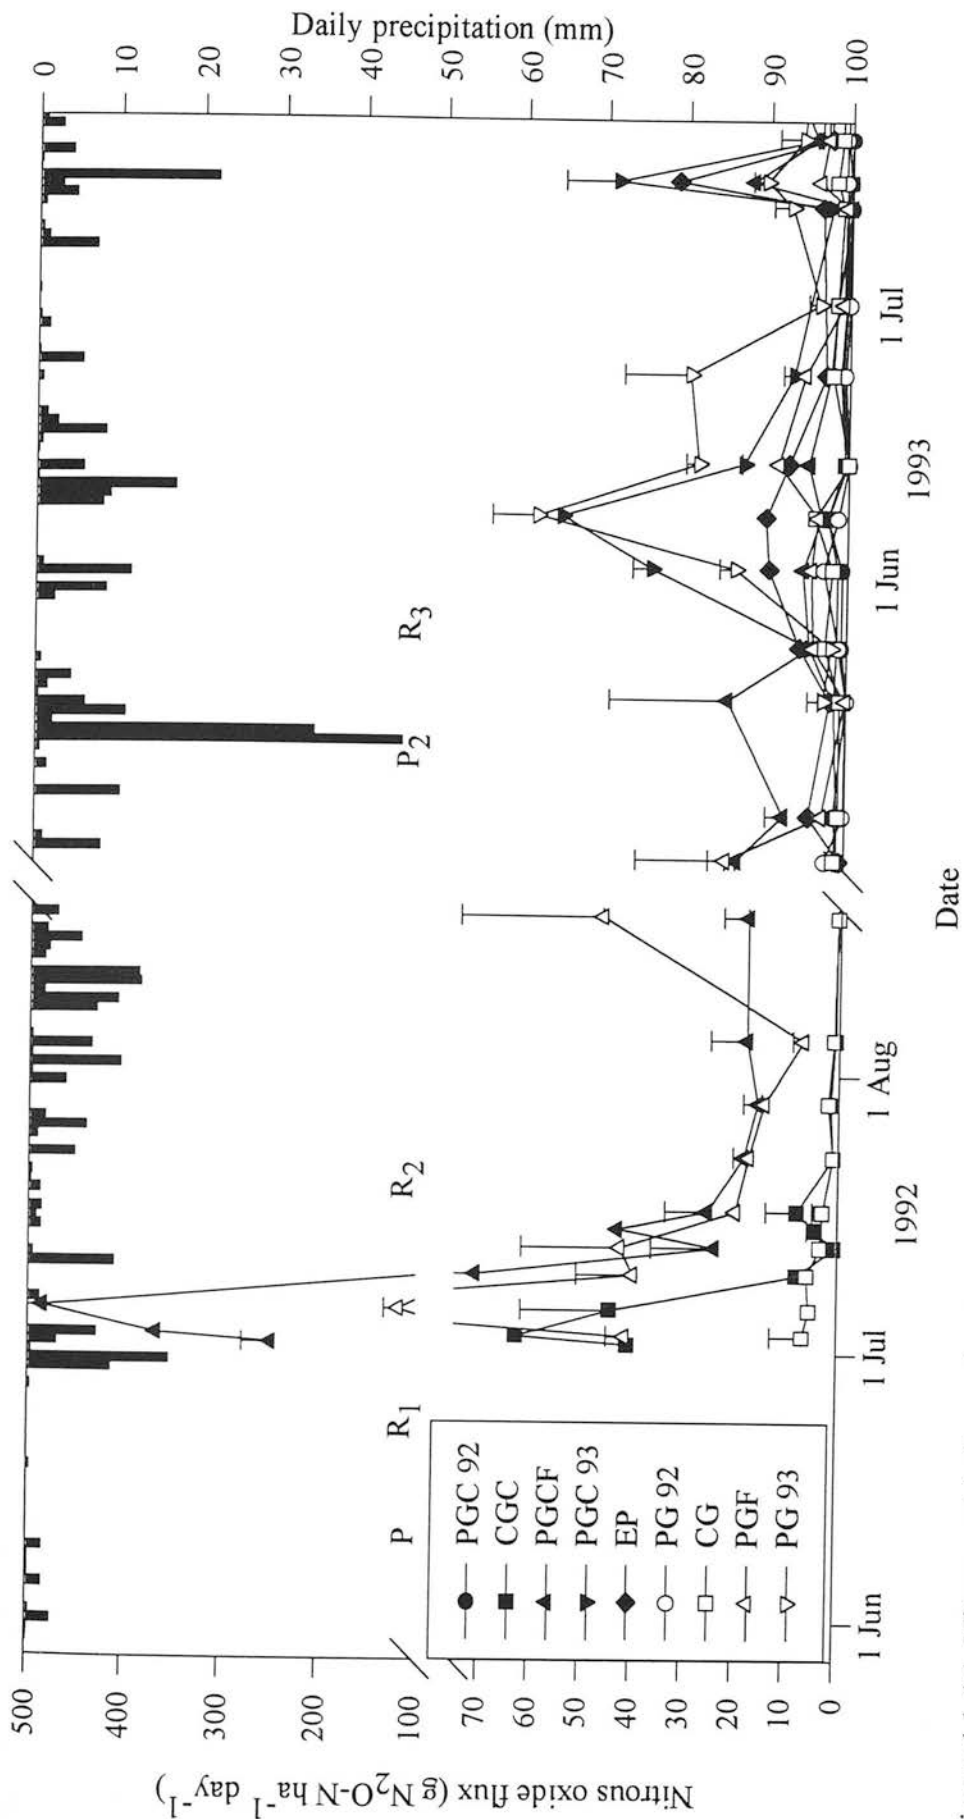 Nitrous oxide flux (g N₂O-N ha⁻¹ day⁻¹)
500
400
300
200
100
70
60
50
40
30
20
10
0
P
R₁
R₂
P₂
R₃
PGC 92
CGC
PGCF
PGC 93
EP
PG 92
CG
PGF
PG 93
1 Jun
1 Jul
1 Aug
1 Jun
1 Jul
1992
1993
Date
Daily precipitation (mm)
0
10
20
30
40
50
60
70
80
90
100